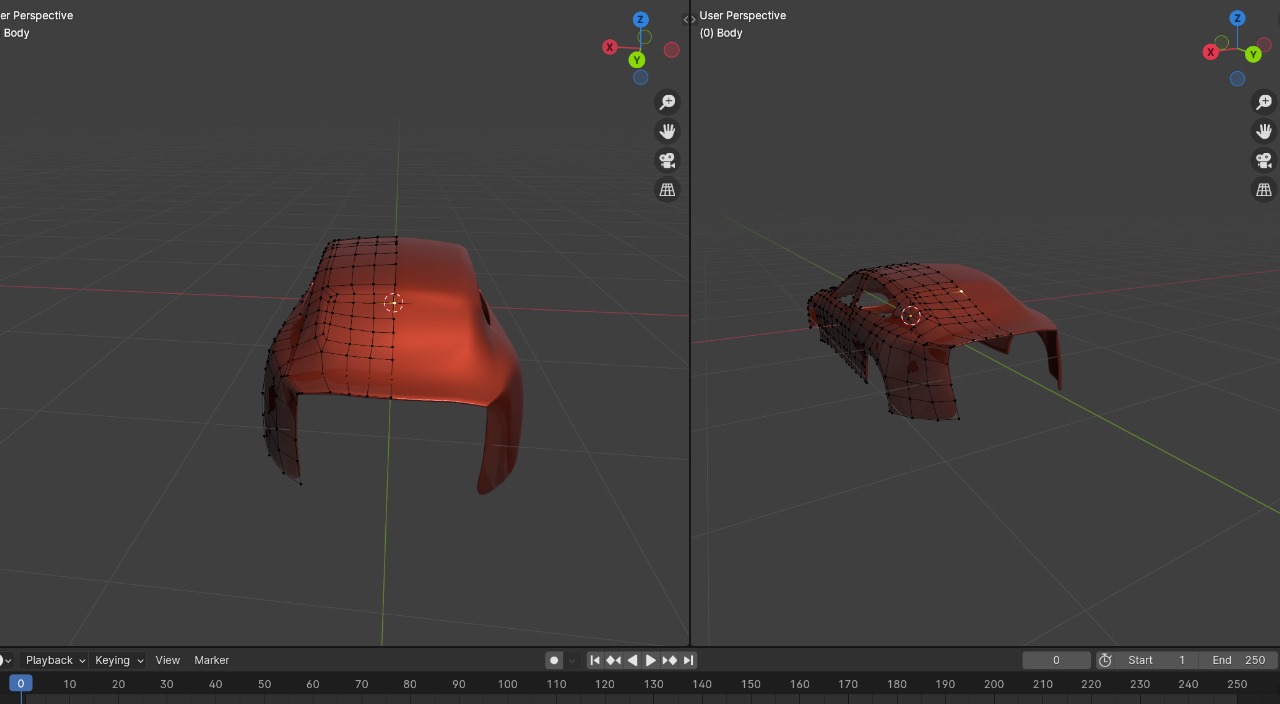 er Perspective
Body
Z
X
Y
User Perspective
(0) Body
Z
X
Y
Playback
Keying
View
Marker
0
Start 1
End 250
0 10 20 30 40 50 60 70 80 90 100 110 120 130 140 150 160 170 180 190 200 210 220 230 240 250